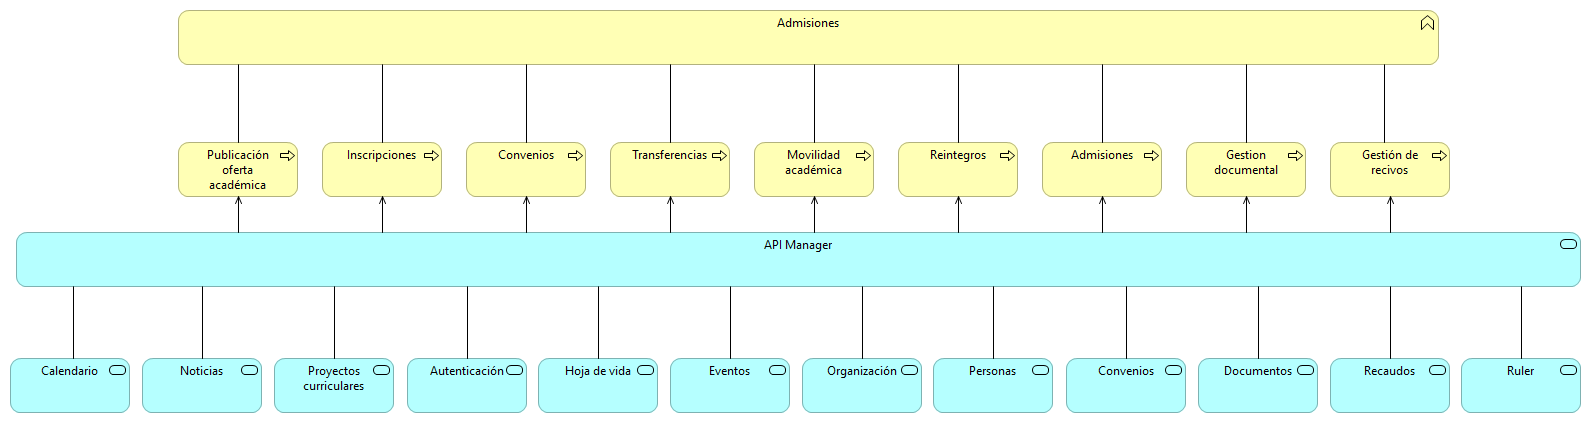 Admisiones
Publicación
oferta
académica
Inscripciones
Convenios
Transferencias
Movilidad
académica
Reintegros
Admisiones
Gestion
documental
Gestión de
recivos
API Manager
Calendario
Noticias
Proyectos
curriculares
Autenticación
Hoja de vida
Eventos
Organización
Personas
Convenios
Documentos
Recaudos
Ruler